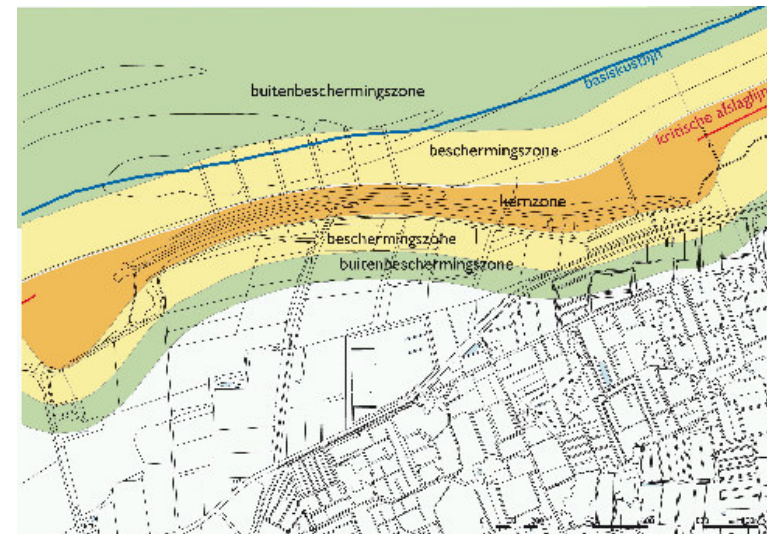 basiskustlijn
buitenbeschermingszone
kritische afslaglijn
beschermingszone
kernzone
beschermingszone
buitenbeschermingszone